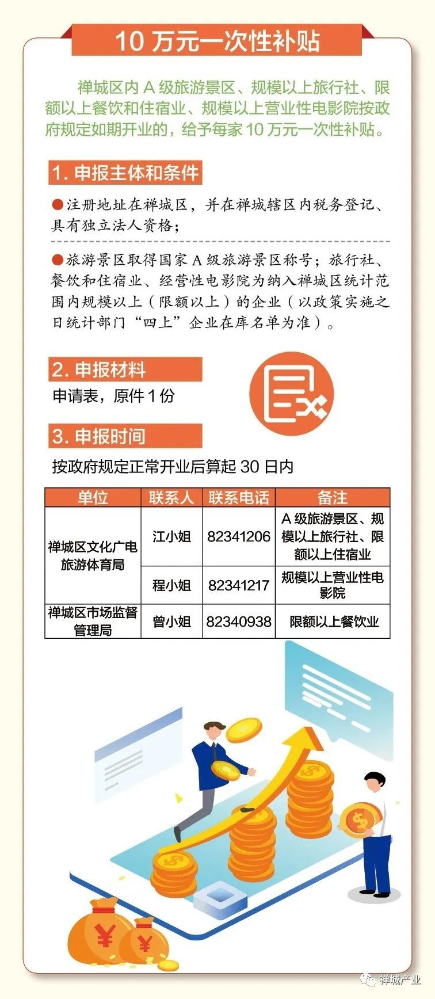 10 万元一次性补贴
禅城区内 A 级旅游景区、规模以上旅行社、限
额以上餐饮和住宿业、规模以上营业性电影院按政
府规定如期开业的，给予每家 10 万元一次性补贴。
1. 申报主体和条件
●注册地址在禅城区，并在禅城辖区内税务登记、
具有独立法人资格；
●旅游景区取得国家 A 级旅游景区称号；旅行社、
餐饮和住宿业、经营性电影院为纳入禅城区统计范
围内规模以上（限额以上）的企业（以政策实施之
日统计部门“四上”企业在库名单为准）。
2. 申报材料
申请表，原件 1 份
3. 申报时间
按政府规定正常开业后算起 30 日内
单位 联系人 联系电话 备注
禅城区文化广电
旅游体育局
江小姐 82341206
A 级旅游景区、规
模以上旅行社、限
额以上住宿业
程小姐 82341217
规模以上营业性电
影院
禅城区市场监督
管理局
曾小姐 82340938 限额以上餐饮业
¥
¥
$
$
$
$
禅城产业